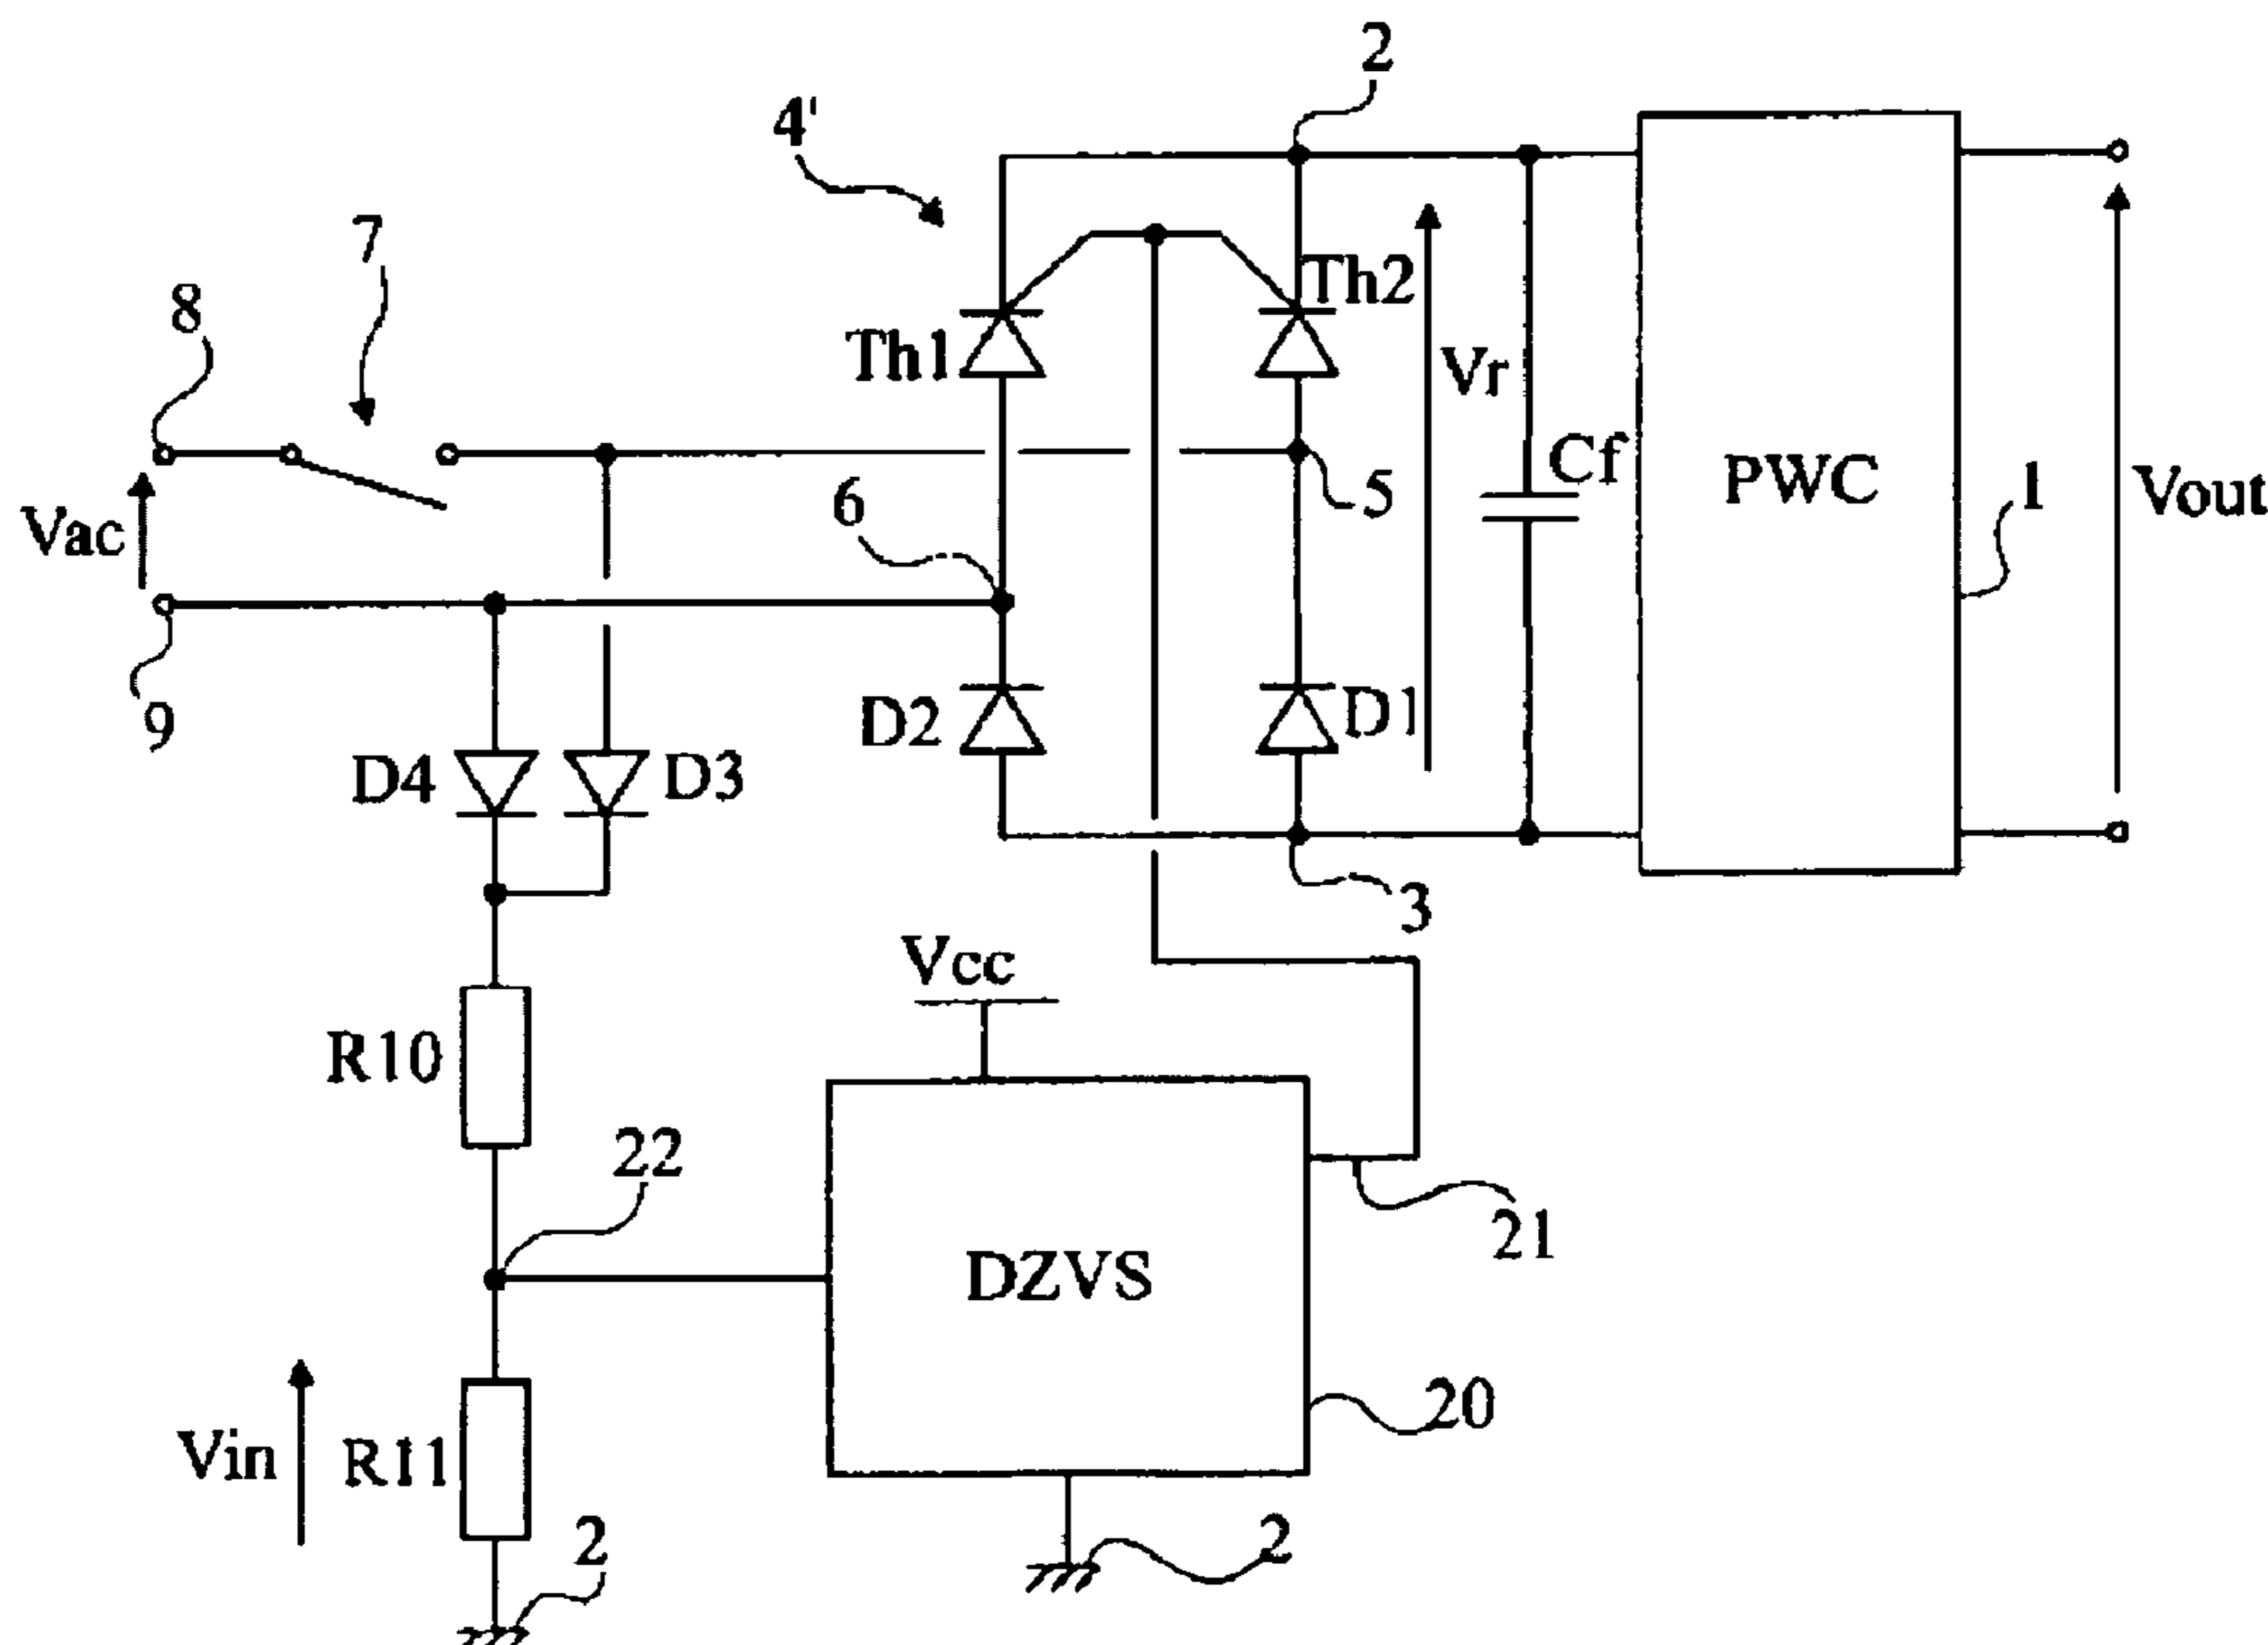 2
4'
7
8
Th2
Th1
Vr
Cf
PWC
1
Vout
5
6
Vac
9
D2
D1
D4
D3
3
Vcc
R10
22
21
DZVS
20
Vin
R11
2
2